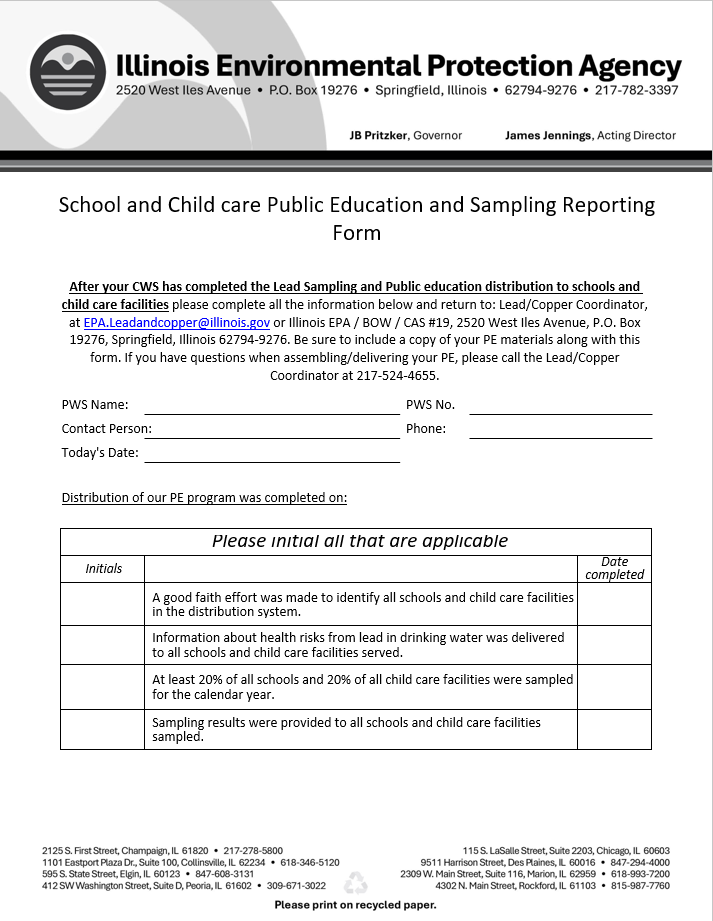 Illinois Environmental Protection Agency
2520 West Iles Avenue • P.O. Box 19276 • Springfield, Illinois • 62794-9276 • 217-782-3397
JB Pritzker, Governor James Jennings, Acting Director
School and Child care Public Education and Sampling Reporting
Form
After your CWS has completed the Lead Sampling and Public education distribution to schools and
child care facilities please complete all the information below and return to: Lead/Copper Coordinator,
at EPA.Leadandcopper@illinois.gov or Illinois EPA / BOW / CAS #19, 2520 West Iles Avenue, P.O. Box
19276, Springfield, Illinois 62794-9276. Be sure to include a copy of your PE materials along with this
form. If you have questions when assembling/delivering your PE, please call the Lead/Copper
Coordinator at 217-524-4655.
PWS Name: PWS No.
Contact Person: Phone:
Today's Date:
Distribution of our PE program was completed on:
Please initial all that are applicable
Initials Date
completed
A good faith effort was made to identify all schools and child care facilities
in the distribution system.
Information about health risks from lead in drinking water was delivered
to all schools and child care facilities served.
At least 20% of all schools and 20% of all child care facilities were sampled
for the calendar year.
Sampling results were provided to all schools and child care facilities
sampled.
2125 S. First Street, Champaign, IL 61820 • 217-278-5800
1101 Eastport Plaza Dr., Suite 100, Collinsville, IL 62234 • 618-346-5120
595 S. State Street, Elgin, IL 60123 • 847-608-3131
412 SW Washington Street, Suite D, Peoria, IL 61602 • 309-671-3022
115 S. LaSalle Street, Suite 2203, Chicago, IL 60603
9511 Harrison Street, Des Plaines, IL 60016 • 847-294-4000
2309 W. Main Street, Suite 116, Marion, IL 62959 • 618-993-7200
4302 N. Main Street, Rockford, IL 61103 • 815-987-7760
Please print on recycled paper.